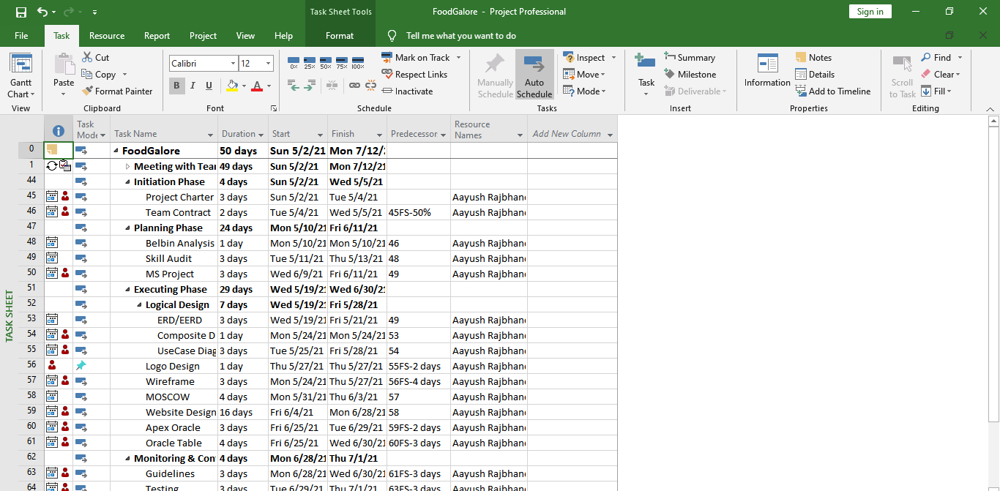 Task Sheet Tools FoodGalore - Project Professional Sign in
File Task Resource Report Project View Help Format Tell me what you want to do
Gantt Chart
View
Paste
Cut
Copy
Format Painter
Clipboard
Calibri 12
B I U A
Font
0% 25% 50% 75% 100%
Mark on Track
Respect Links
Inactivate
Schedule
Manually Schedule
Auto Schedule
Inspect
Move
Mode
Tasks
Task
Summary
Milestone
Deliverable
Insert
Information
Notes
Details
Add to Timeline
Properties
Scroll to Task
Find
Clear
Fill
Editing
TASK SHEET
Task Mode Task Name Duration Start Finish Predecessor Resource Names Add New Column
0 FoodGalore 50 days Sun 5/2/21 Mon 7/12/
1 Meeting with Tear 49 days Sun 5/2/21 Mon 7/12/21
44 Initiation Phase 4 days Sun 5/2/21 Wed 5/5/21
45 Project Charter 3 days Sun 5/2/21 Tue 5/4/21 Aayush Rajbhan
46 Team Contract 2 days Tue 5/4/21 Wed 5/5/21 45FS-50% Aayush Rajbhan
47 Planning Phase 24 days Mon 5/10/21 Fri 6/11/21
48 Belbin Analysis 1 day Mon 5/10/21 Mon 5/10/21 46 Aayush Rajbhan
49 Skill Audit 3 days Tue 5/11/21 Thu 5/13/21 48 Aayush Rajbhan
50 MS Project 3 days Wed 6/9/21 Fri 6/11/21 49 Aayush Rajbhan
51 Executing Phase 29 days Wed 5/19/21 Wed 6/30/21
52 Logical Design 7 days Wed 5/19/21 Fri 5/28/21
53 ERD/EERD 3 days Wed 5/19/21 Fri 5/21/21 49 Aayush Rajbhan
54 Composite D 1 day Mon 5/24/21 Mon 5/24/21 53 Aayush Rajbhan
55 UseCase Diag 3 days Tue 5/25/21 Fri 5/28/21 54 Aayush Rajbhan
56 Logo Design 1 day Thu 5/27/21 Thu 5/27/21 55FS-2 days Aayush Rajbhan
57 Wireframe 3 days Mon 5/24/21 Thu 5/27/21 56FS-4 days Aayush Rajbhan
58 MOSCOW 4 days Mon 5/31/21 Thu 6/3/21 57 Aayush Rajbhan
59 Website Design 16 days Fri 6/4/21 Mon 6/28/21 58 Aayush Rajbhan
60 Apex Oracle 3 days Fri 6/25/21 Tue 6/29/21 59FS-2 days Aayush Rajbhan
61 Oracle Table 4 days Fri 6/25/21 Wed 6/30/21 60FS-3 days Aayush Rajbhan
62 Monitoring & Con 4 days Mon 6/28/21 Thu 7/1/21
63 Guidelines 3 days Mon 6/28/21 Wed 6/30/21 61FS-3 days Aayush Rajbhan
64 Testing 3 days Tue 6/29/21 Thu 7/1/21 63FS-3 days Aayush Rajbhan